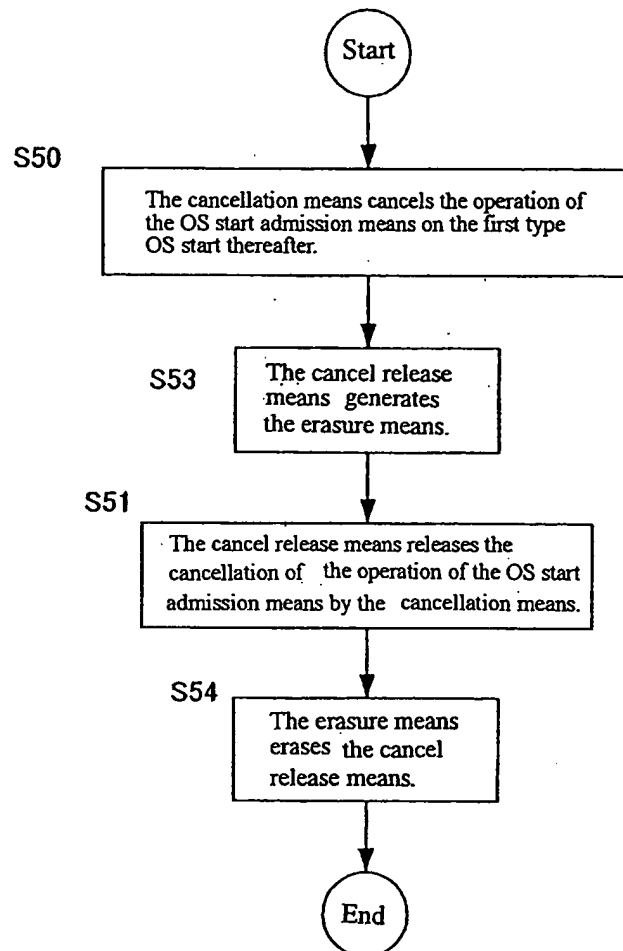 Start
S50
The cancellation means cancels the operation of
the OS start admission means on the first type
OS start thereafter.
S53
The cancel release
means generates
the erasure means.
S51
The cancel release means releases the
cancellation of the operation of the OS start
admission means by the cancellation means.
S54
The erasure means
erases the cancel
release means.
End